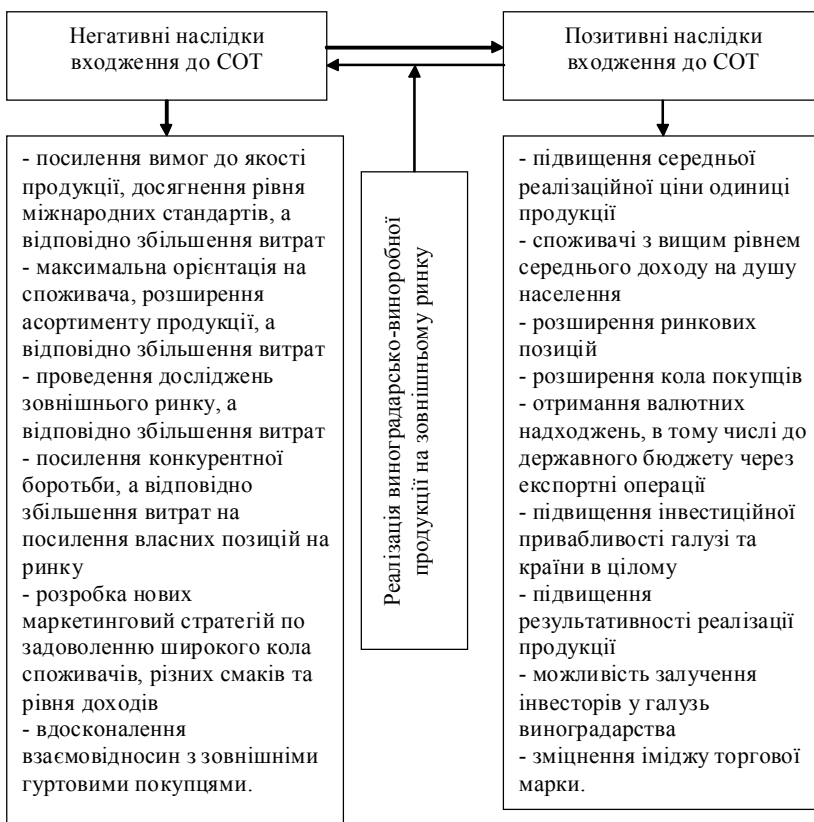 Негативні наслідки
входження до СОТ
Позитивні наслідки
входження до СОТ
- посилення вимог до якості
продукції, досягнення рівня
міжнародних стандартів, а
відповідно збільшення витрат
- максимальна орієнтація на
споживача, розширення
асортименту продукції, а
відповідно збільшення витрат
- проведення досліджень
зовнішнього ринку, а
відповідно збільшення витрат
- посилення конкурентної
боротьби, а відповідно
збільшення витрат на
посилення власних позицій на
ринку
- розробка нових
маркетинговий стратегій по
задоволенню широкого кола
споживачів, різних смаків та
рівня доходів
- вдосконалення
взаємовідносин з зовнішніми
гуртовими покупцями.
Реалізація виноградарсько-виноробної
продукції на зовнішньому ринку
- підвищення середньої
реалізаційної ціни одиниці
продукції
- споживачі з вищим рівнем
середнього доходу на душу
населення
- розширення ринкових
позицій
- розширення кола покупців
- отримання валютних
надходжень, в тому числі до
державного бюджету через
експортні операції
- підвищення інвестиційної
привабливості галузі та
країни в цілому
- підвищення
результативності реалізації
продукції
- можливість залучення
інвесторів у галузь
виноградарства
- зміцнення іміджу торгової
марки.